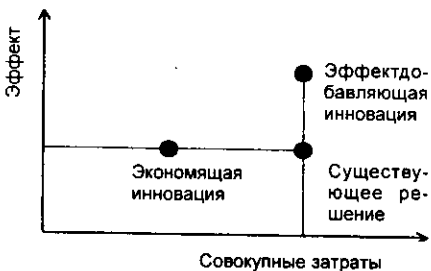 Эффект
Эффектдо-
бавляющая
инновация
Экономящая
инновация
Существу-
ющее ре-
шение
Совокупные затраты